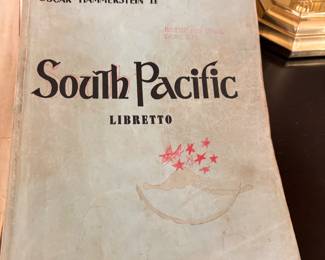 OSCAR HAMMERSTEIN II
South Pacific
LIBRETTO